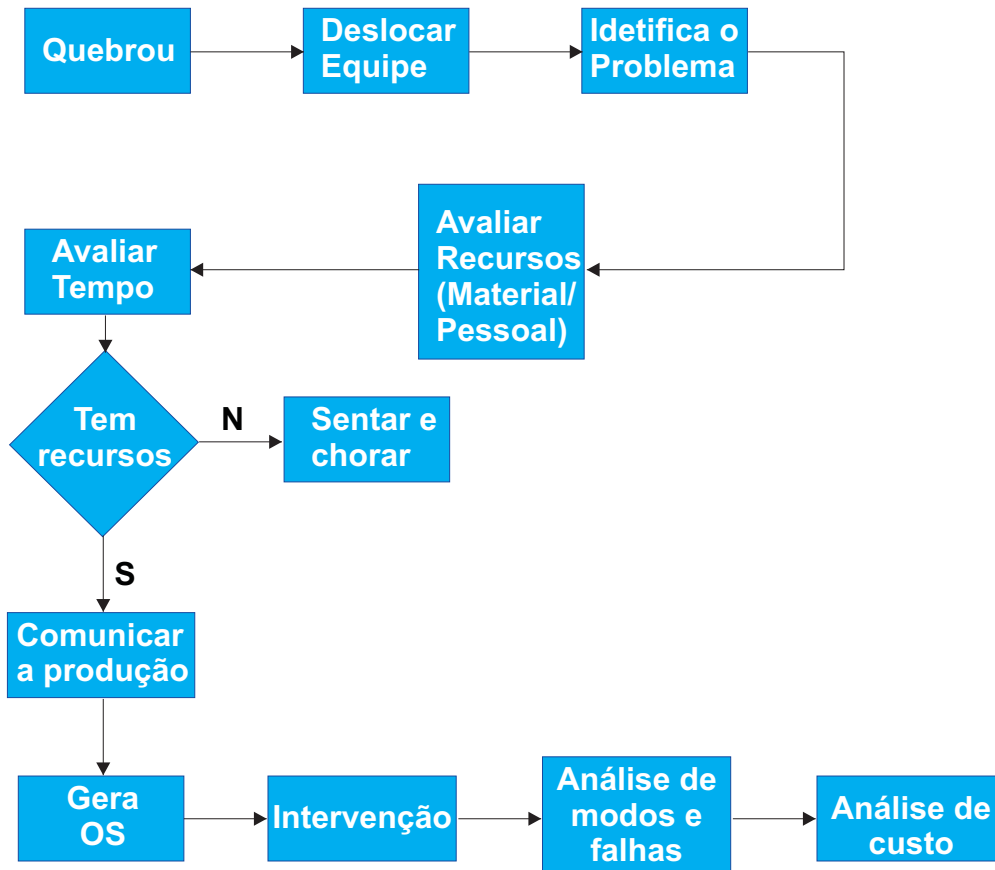 Quebrou
Deslocar
Equipe
Idetifica o
Problema
Avaliar
Recursos
(Material/
Pessoal)
Avaliar
Tempo
Tem
recursos
N
Sentar e
chorar
S
Comunicar
a produção
Gera
OS
Intervenção
Análise de
modos e
falhas
Análise de
custo